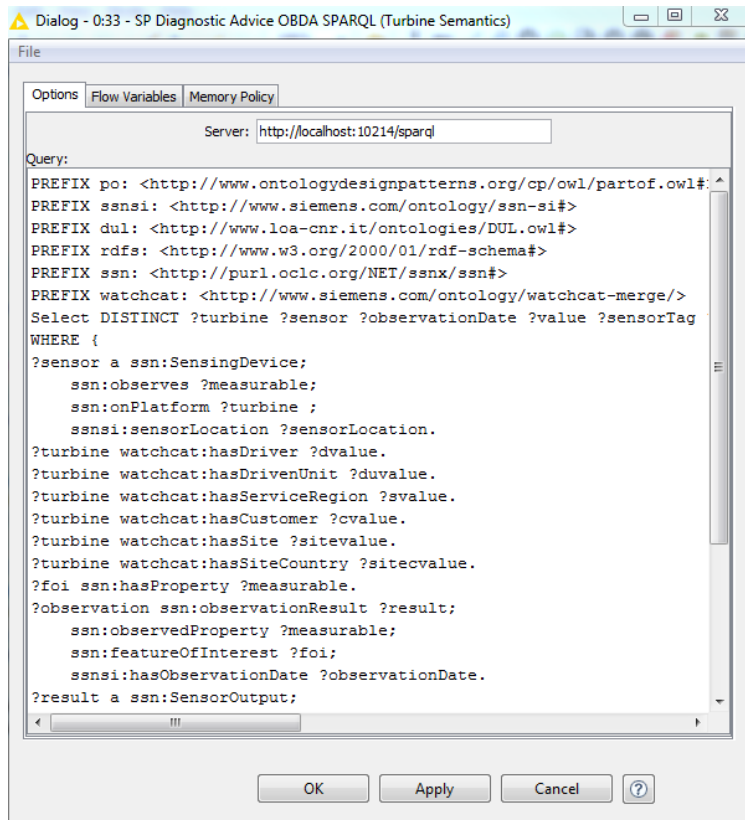 Dialog - 0:33 - SP Diagnostic Advice OBDA SPARQL (Turbine Semantics)
File
Options Flow Variables Memory Policy
Server: http://localhost:10214/sparql
Query:
PREFIX po: <http://www.ontologydesignpatterns.org/cp/owl/partof.owl#
PREFIX ssnsi: <http://www.siemens.com/ontology/ssn-si#>
PREFIX dul: <http://www.loa-cnr.it/ontologies/DUL.owl#>
PREFIX rdfs: <http://www.w3.org/2000/01/rdf-schema#>
PREFIX ssn: <http://purl.oclc.org/NET/ssnx/ssn#>
PREFIX watchcat: <http://www.siemens.com/ontology/watchcat-merge/>
Select DISTINCT ?turbine ?sensor ?observationDate ?value ?sensorTag
WHERE {
?sensor a ssn:SensingDevice;
ssn:observes ?measurable;
ssn:onPlatform ?turbine ;
ssnsi:sensorLocation ?sensorLocation.
?turbine watchcat:hasDriver ?dvalue.
?turbine watchcat:hasDrivenUnit ?duvalue.
?turbine watchcat:hasServiceRegion ?svalue.
?turbine watchcat:hasCustomer ?cvalue.
?turbine watchcat:hasSite ?sitevalue.
?turbine watchcat:hasSiteCountry ?sitecvalue.
?foi ssn:hasProperty ?measurable.
?observation ssn:observationResult ?result;
ssn:observedProperty ?measurable;
ssn:featureOfInterest ?foi;
ssnsi:hasObservationDate ?observationDate.
?result a ssn:SensorOutput;
OK Apply Cancel ?